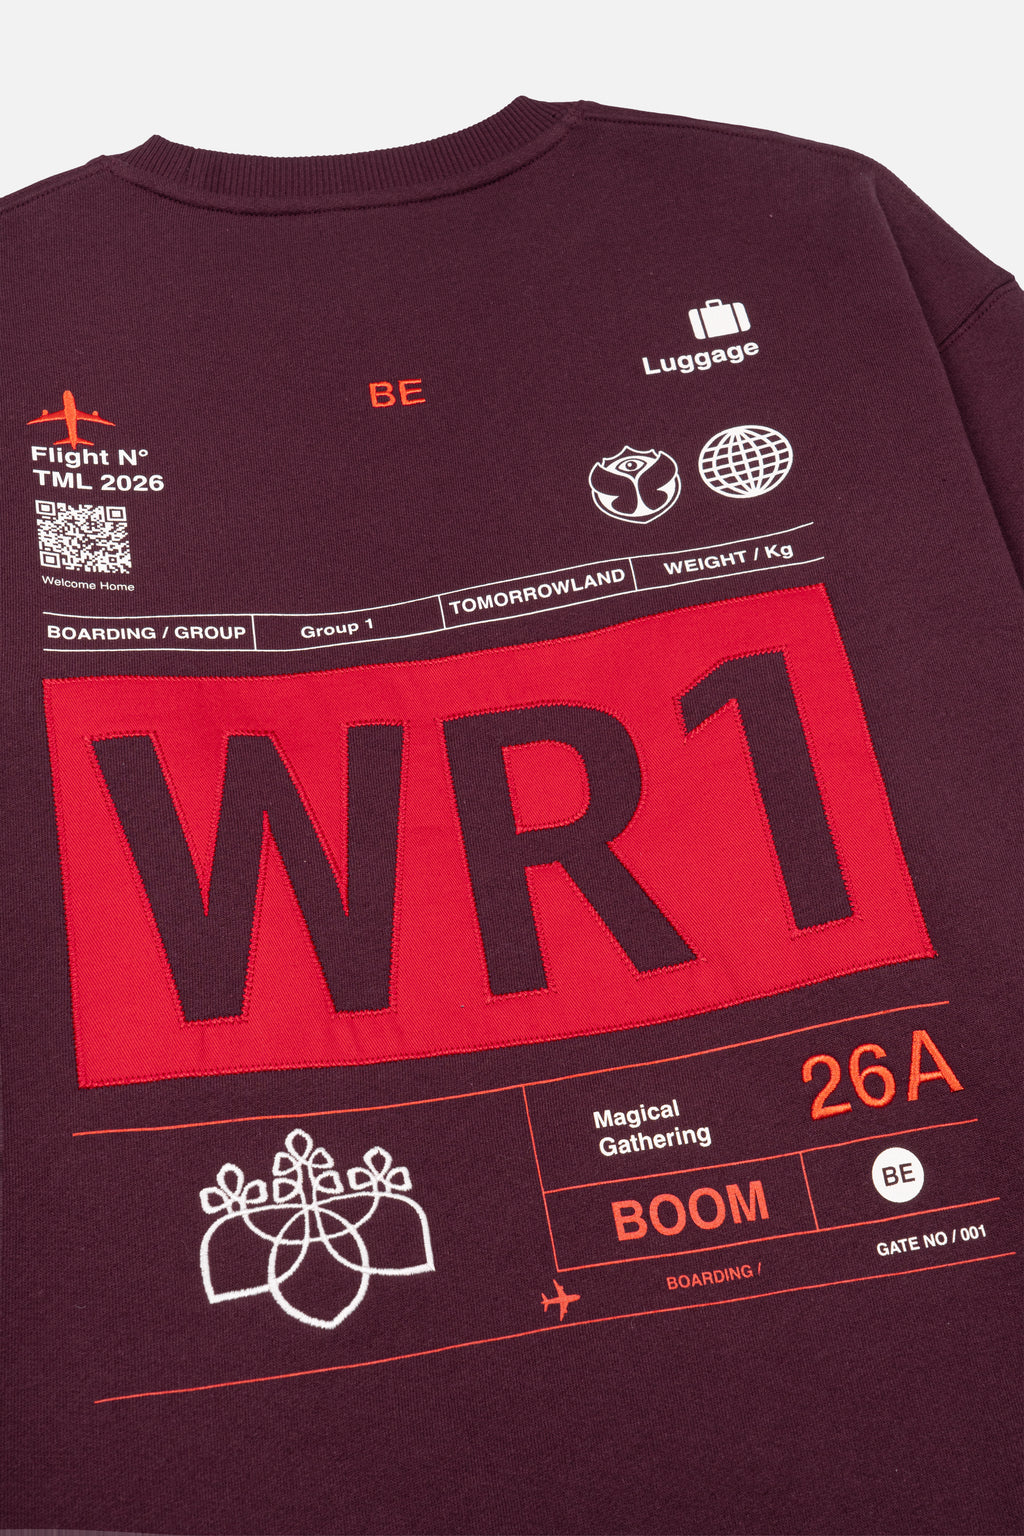 Luggage
BE
Flight N°
TML 2026
Welcome Home
BOARDING / GROUP
Group 1
TOMORROWLAND
WEIGHT / Kg
WR1
26A
Magical
Gathering
BOOM
BE
GATE NO / 001
BOARDING /